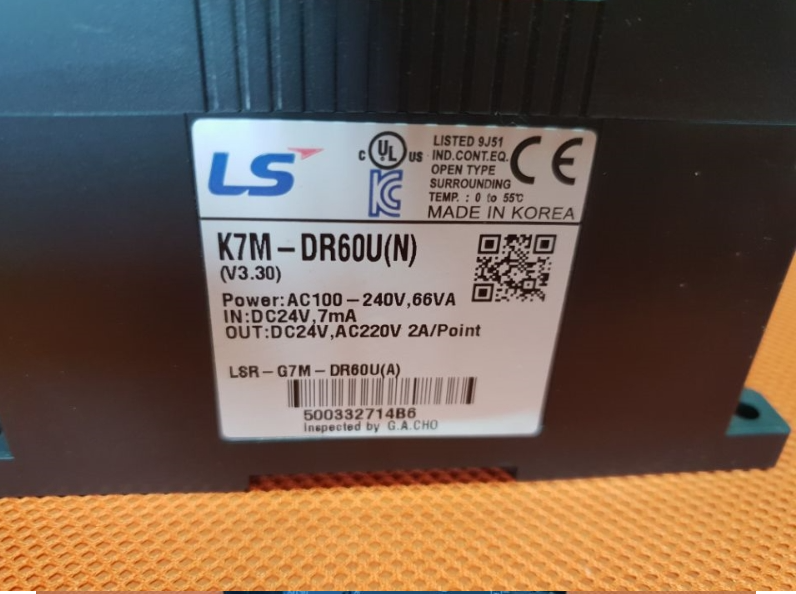 LS
c UL us
LISTED 9J51
IND.CONT.EQ.
OPEN TYPE
SURROUNDING
TEMP. : 0 to 55℃
CE
KC
MADE IN KOREA
K7M-DR60U(N)
(V3.30)
Power:AC100-240V,66VA
IN:DC24V,7mA
OUT:DC24V,AC220V 2A/Point
LSR-G7M-DR60U(A)
500332714B6
Inspected by G.A.CHO